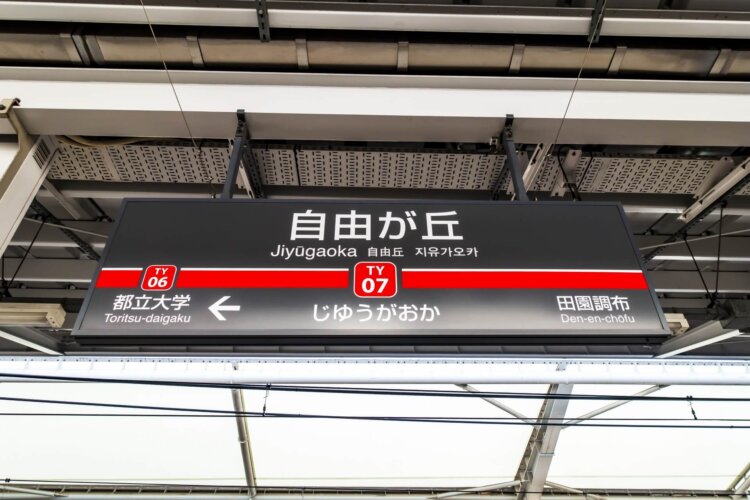 自由が丘
Jiyūgaoka 自由丘 지유가오카
TY 06
TY 07
都立大学
Toritsu-daigaku
←
じゆうがおか
田園調布
Den-en-chōfu